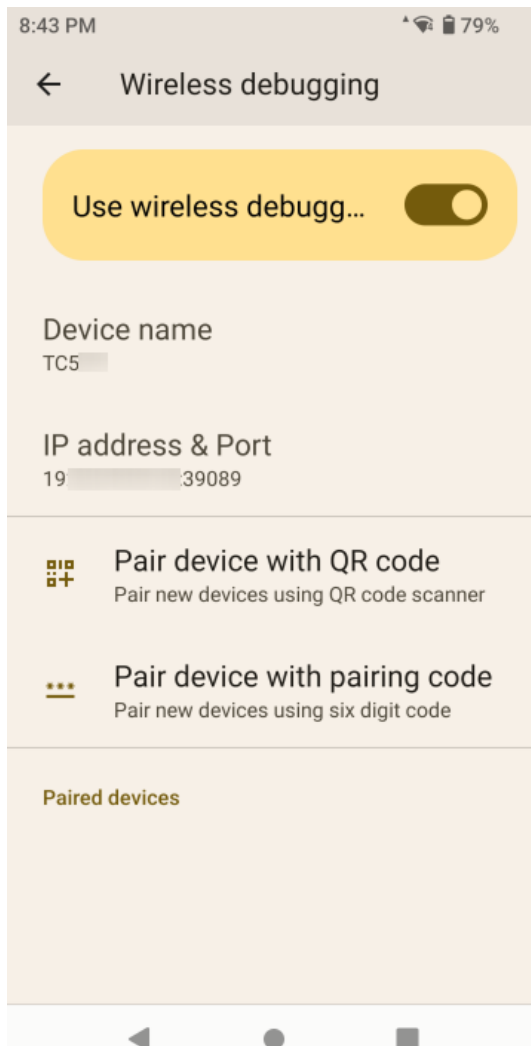 8:43 PM 79%
Wireless debugging
Use wireless debugg...
Device name
TC5
IP address & Port
19 :39089
Pair device with QR code
Pair new devices using QR code scanner
Pair device with pairing code
Pair new devices using six digit code
Paired devices